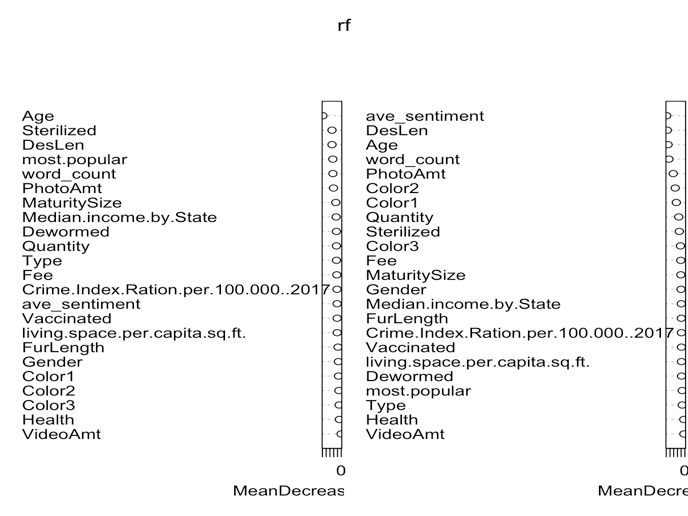 rf
Age
Sterilized
DesLen
most.popular
word_count
PhotoAmt
MaturitySize
Median.income.by.State
Dewormed
Quantity
Type
Fee
Crime.Index.Ration.per.100.000..2017
ave_sentiment
Vaccinated
living.space.per.capita.sq.ft.
FurLength
Gender
Color1
Color2
Color3
Health
VideoAmt
0
MeanDecreas
ave_sentiment
DesLen
Age
word_count
PhotoAmt
Color2
Color1
Quantity
Sterilized
Color3
Fee
MaturitySize
Gender
Median.income.by.State
FurLength
Crime.Index.Ration.per.100.000..2017
Vaccinated
living.space.per.capita.sq.ft.
Dewormed
most.popular
Type
Health
VideoAmt
0
MeanDecre